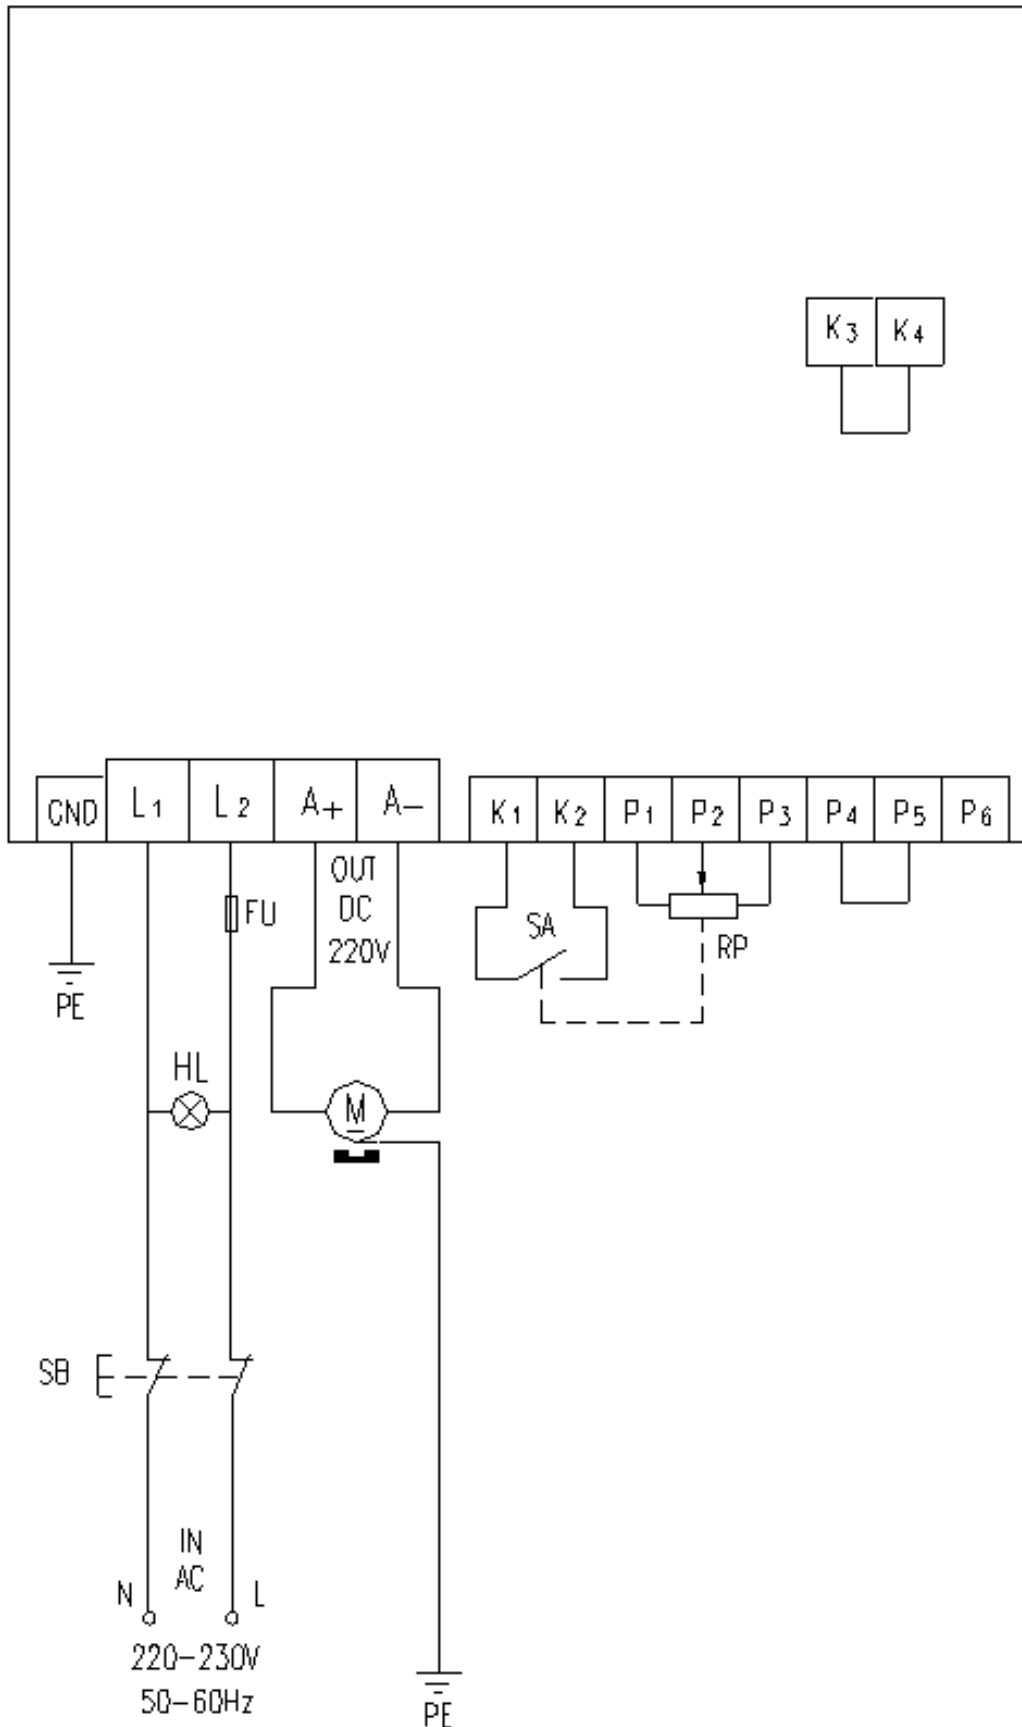 K3 K4
CND L1 L2 A+ A- K1 K2 P1 P2 P3 P4 P5 P6
OUT
DC
220V
FU
SA
RP
PE
HL
M
SB
IN
AC
N L
220-230V
50-60Hz
PE